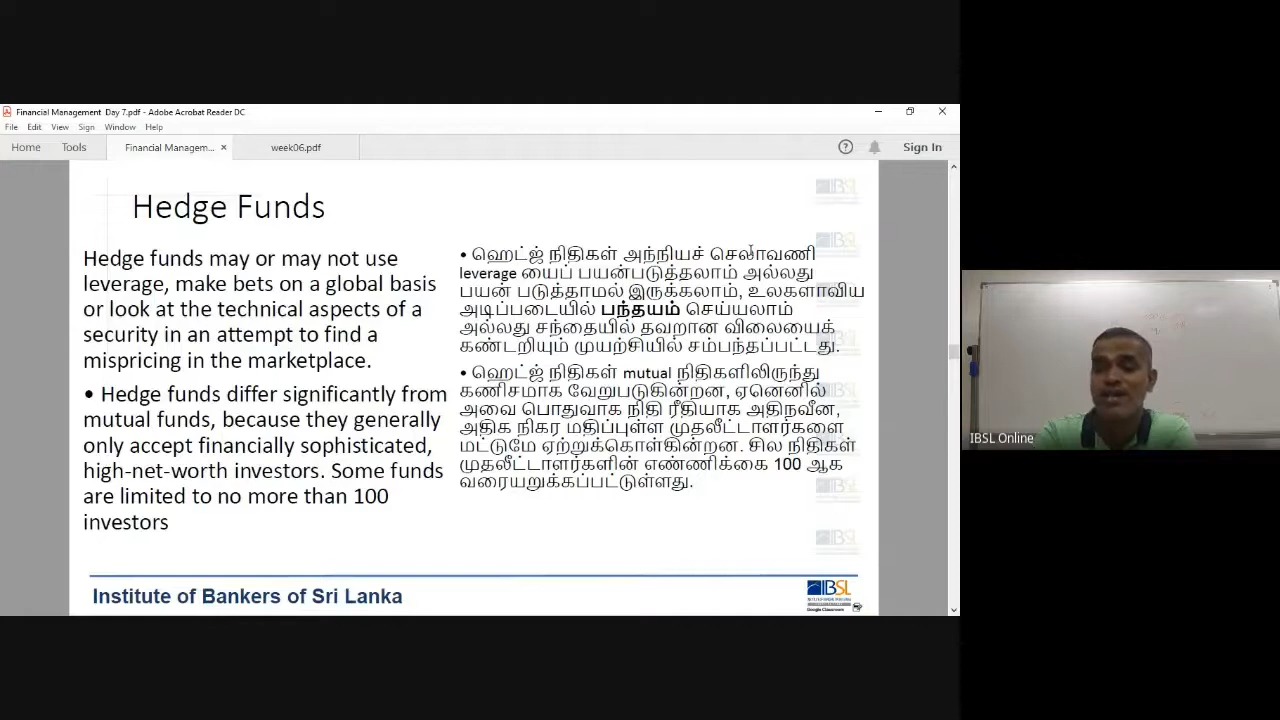 Financial Management Day 7.pdf - Adobe Acrobat Reader DC
File Edit View Sign Window Help
Home Tools Financial Managem... × week06.pdf Sign In
Hedge Funds
Hedge funds may or may not use
leverage, make bets on a global basis
or look at the technical aspects of a
security in an attempt to find a
mispricing in the marketplace.
• Hedge funds differ significantly from
mutual funds, because they generally
only accept financially sophisticated,
high-net-worth investors. Some funds
are limited to no more than 100
investors
• ஹெட்ஜ் நிதிகள் அந்நியச் செலாவணி
leverage யைப் பயன்படுத்தலாம் அல்லது
பயன் படுத்தாமல் இருக்கலாம், உலகளாவிய
அடிப்படையில் பந்தயம் செய்யலாம்
அல்லது சந்தையில் தவறான விலையைக்
கண்டறியும் முயற்சியில் சம்பந்தப்பட்டது.
• ஹெட்ஜ் நிதிகள் mutual நிதிகளிலிருந்து
கணிசமாக வேறுபடுகின்றன, ஏனெனில்
அவை பொதுவாக நிதி ரீதியாக அதிநவீன,
அதிக நிகர மதிப்புள்ள முதலீட்டாளர்களை
மட்டுமே ஏற்றுக்கொள்கின்றன. சில நிதிகள்
முதலீட்டாளர்களின் எண்ணிக்கை 100 ஆக
வரையறுக்கப்பட்டுள்ளது.
Institute of Bankers of Sri Lanka
IBSL
Google Classroom
IBSL Online